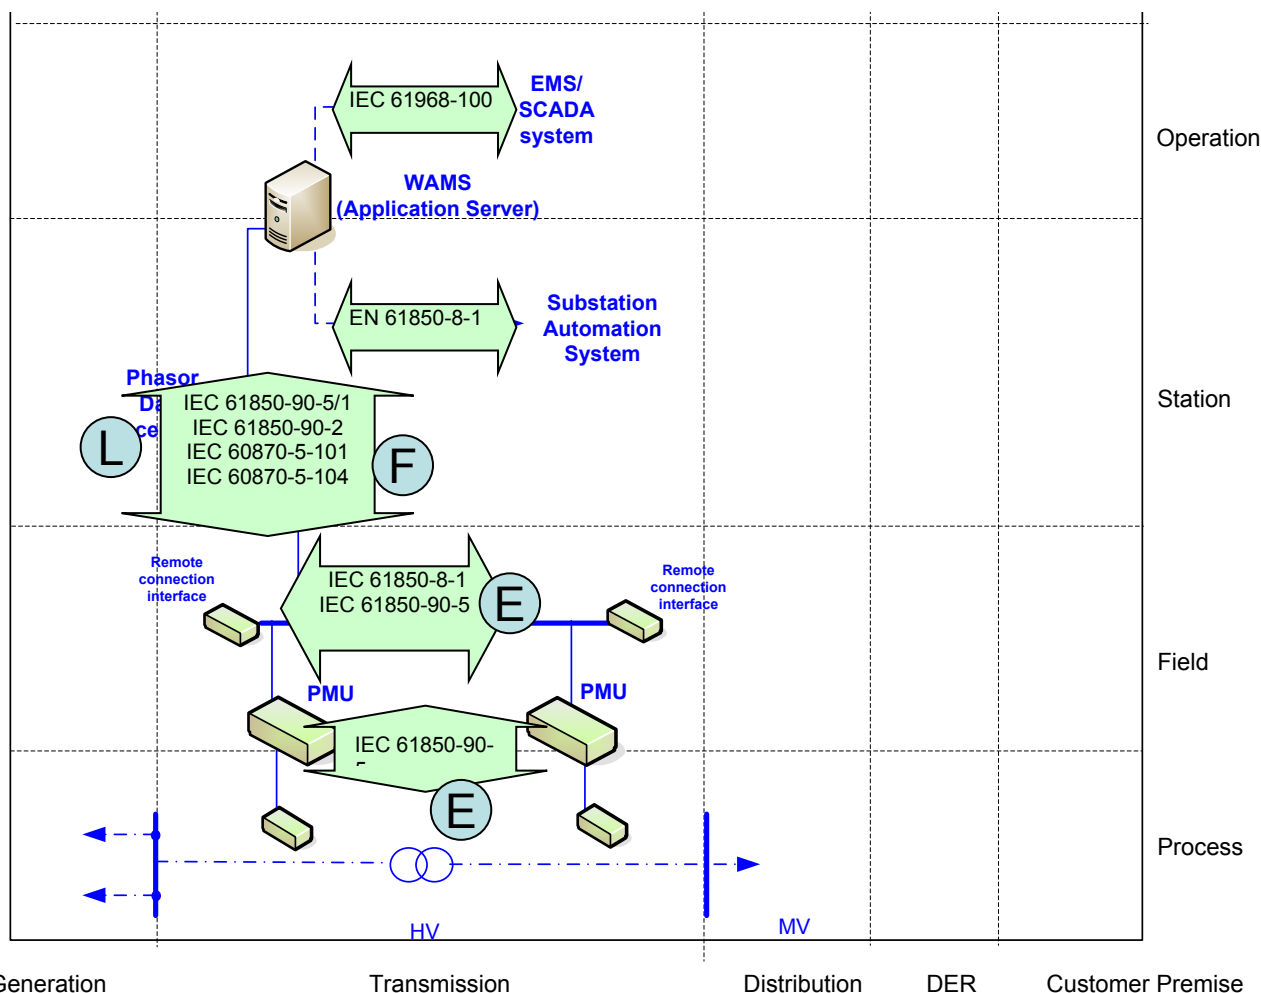 EMS/
SCADA
system
IEC 61968-100
Operation
WAMS
(Application Server)
Substation
Automation
System
EN 61850-8-1
Phasor
IEC 61850-90-5/1
IEC 61850-90-2
IEC 60870-5-101
IEC 60870-5-104
L
F
Station
Remote
connection
interface
IEC 61850-8-1
IEC 61850-90-5
E
Remote
connection
interface
Field
PMU
PMU
IEC 61850-90-
E
Process
HV
MV
Transmission
Distribution
DER
Customer Premise